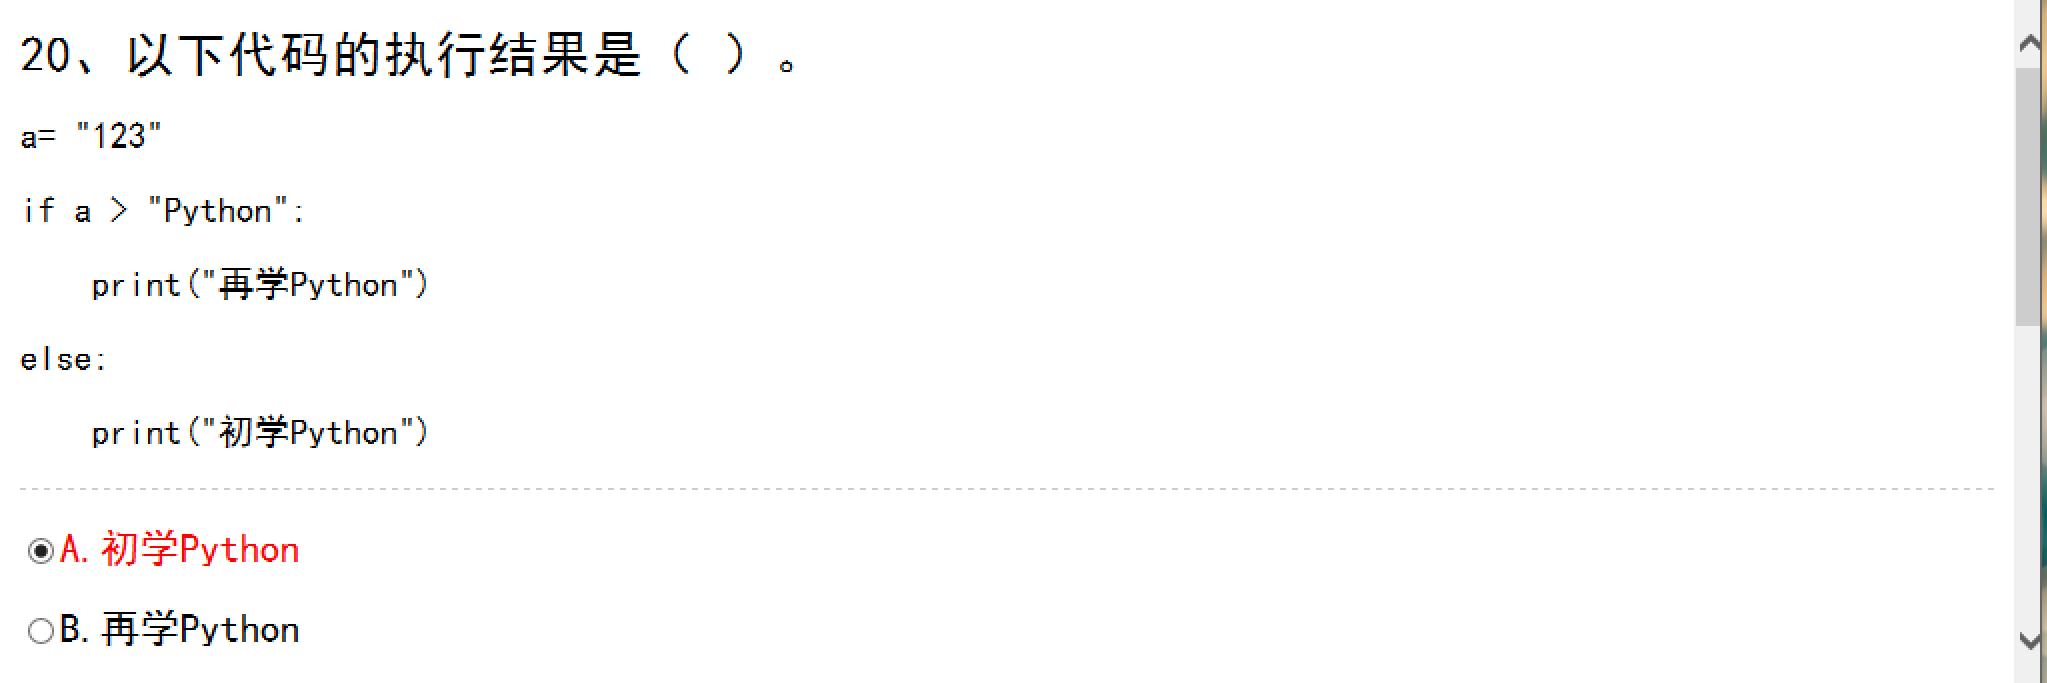 20、以下代码的执行结果是（ ）。
a= "123"
if a > "Python":
    print("再学Python")
else:
    print("初学Python")
A. 初学Python
B. 再学Python